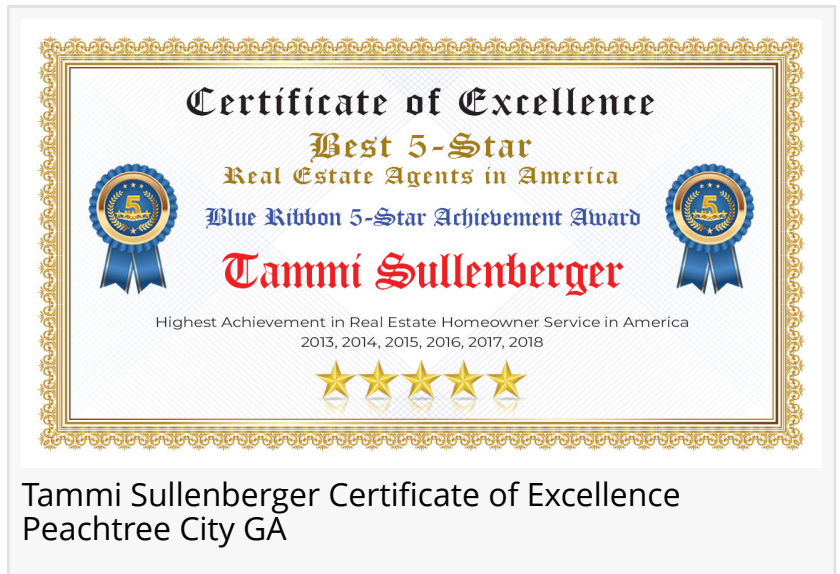 Certificate of Excellence
Best 5-Star
Real Estate Agents in America
Blue Ribbon 5-Star Achievement Award
5
5
Tammi Sullenberger
Highest Achievement in Real Estate Homeowner Service in America
2013, 2014, 2015, 2016, 2017, 2018
Tammi Sullenberger Certificate of Excellence
Peachtree City GA